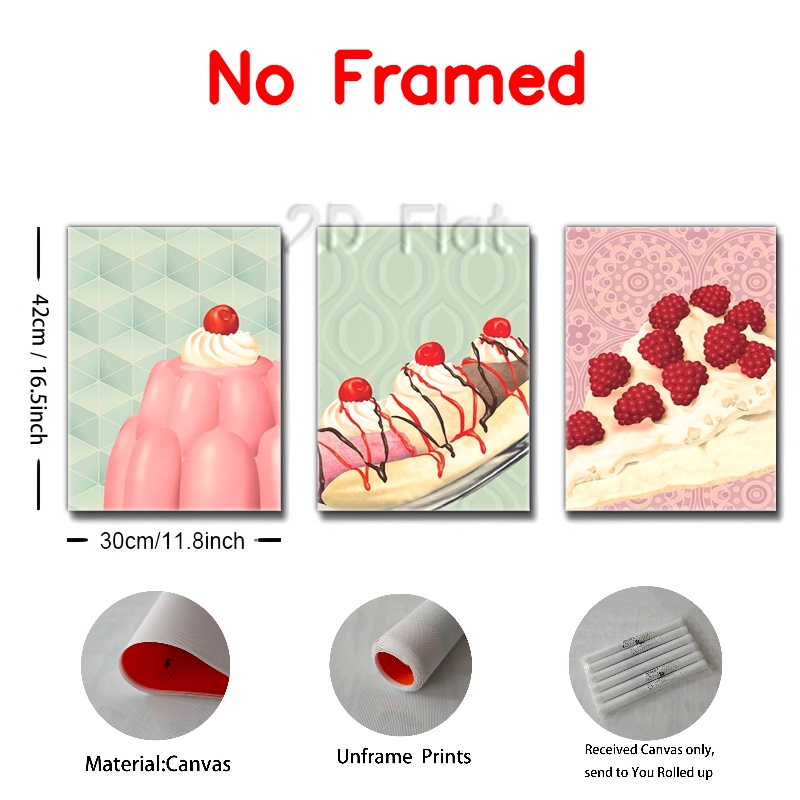 No Framed
2D Flat
42cm / 16.5inch
30cm/11.8inch
Material:Canvas
Unframe Prints
Received Canvas only,
send to You Rolled up